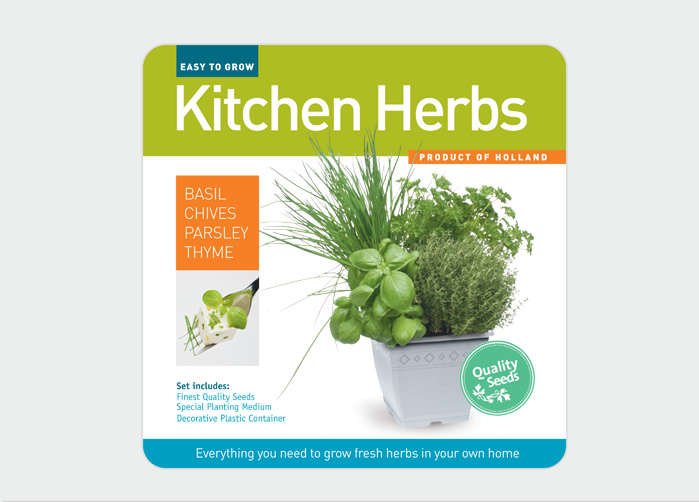 EASY TO GROW
Kitchen Herbs
PRODUCT OF HOLLAND
BASIL
CHIVES
PARSLEY
THYME
Set includes:
Finest Quality Seeds
Special Planting Medium
Decorative Plastic Container
Quality
Seeds
Everything you need to grow fresh herbs in your own home